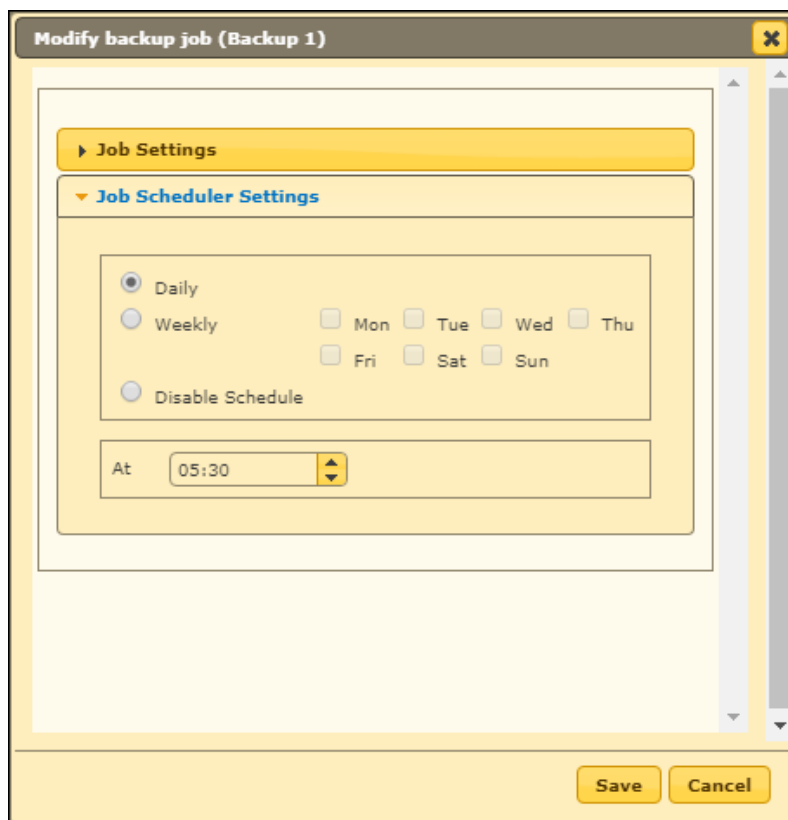 Modify backup job (Backup 1)
Job Settings
Job Scheduler Settings
Daily
Weekly Mon Tue Wed Thu
Fri Sat Sun
Disable Schedule
At 05:30
Save Cancel